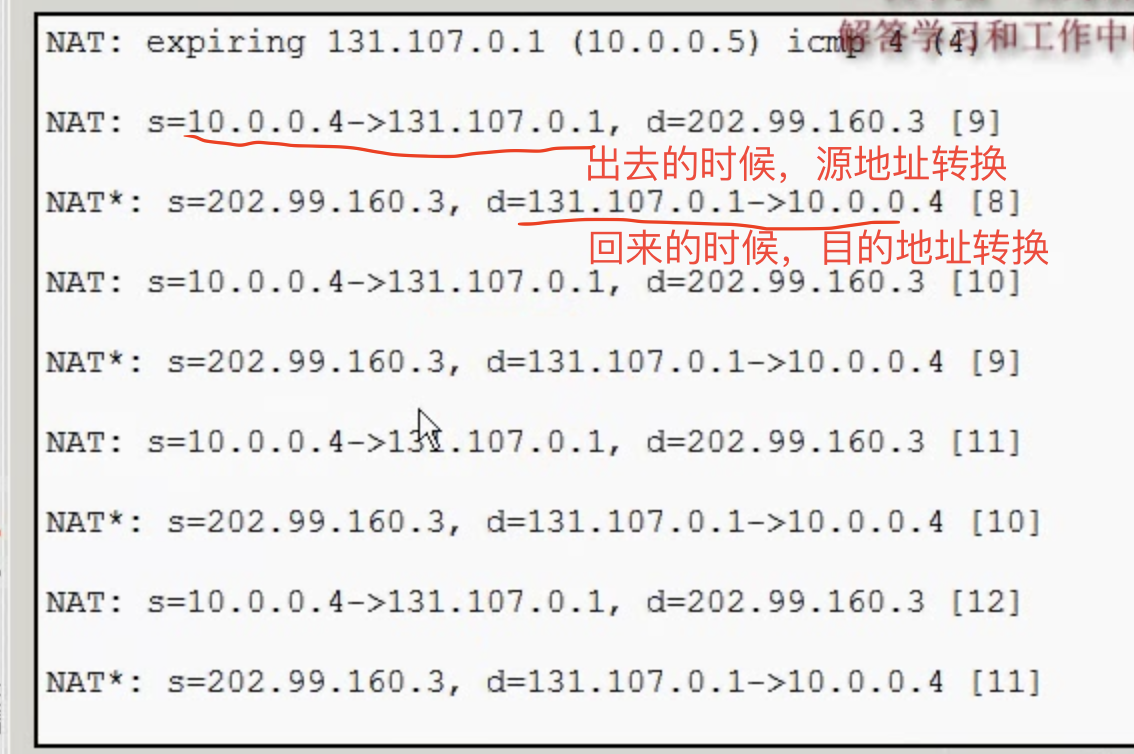 NAT: expiring 131.107.0.1 (10.0.0.5) icmp 4 (4)
解答学习和工作中
NAT: s=10.0.0.4->131.107.0.1, d=202.99.160.3 [9]
出去的时候，源地址转换
NAT*: s=202.99.160.3, d=131.107.0.1->10.0.0.4 [8]
回来的时候，目的地址转换
NAT: s=10.0.0.4->131.107.0.1, d=202.99.160.3 [10]
NAT*: s=202.99.160.3, d=131.107.0.1->10.0.0.4 [9]
NAT: s=10.0.0.4->131.107.0.1, d=202.99.160.3 [11]
NAT*: s=202.99.160.3, d=131.107.0.1->10.0.0.4 [10]
NAT: s=10.0.0.4->131.107.0.1, d=202.99.160.3 [12]
NAT*: s=202.99.160.3, d=131.107.0.1->10.0.0.4 [11]